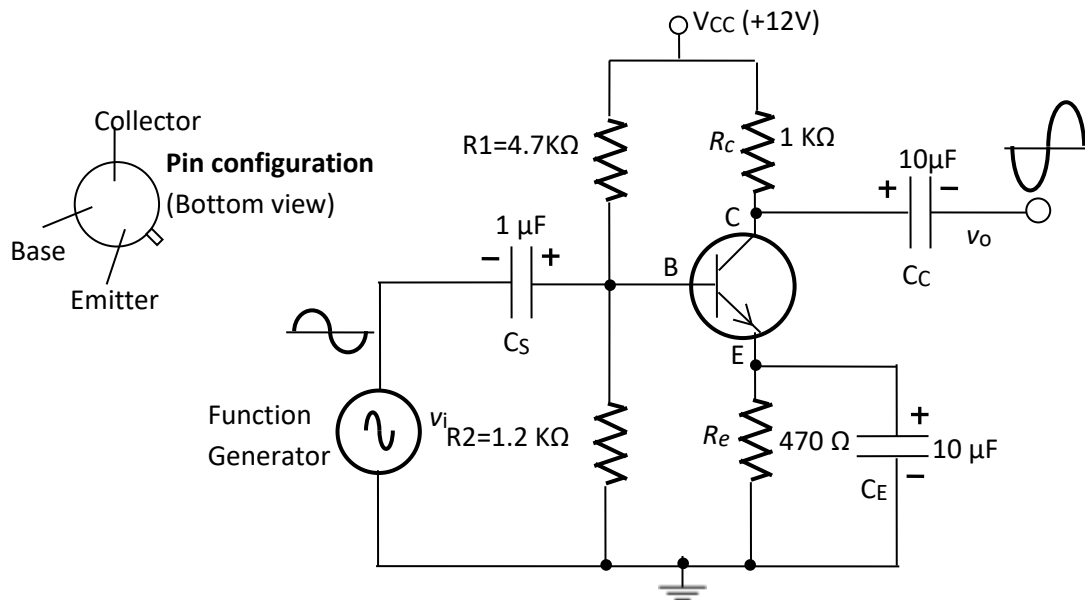 VCC (+12V)
Collector
Pin configuration
(Bottom view)
Base
Emitter
R1=4.7KΩ
Rc 1 KΩ
10µF
+ −
C
1 µF
− +
B
vo
CC
CS
E
Function
Generator
vi
R2=1.2 KΩ
Re 470 Ω
+
10 µF
CE
−